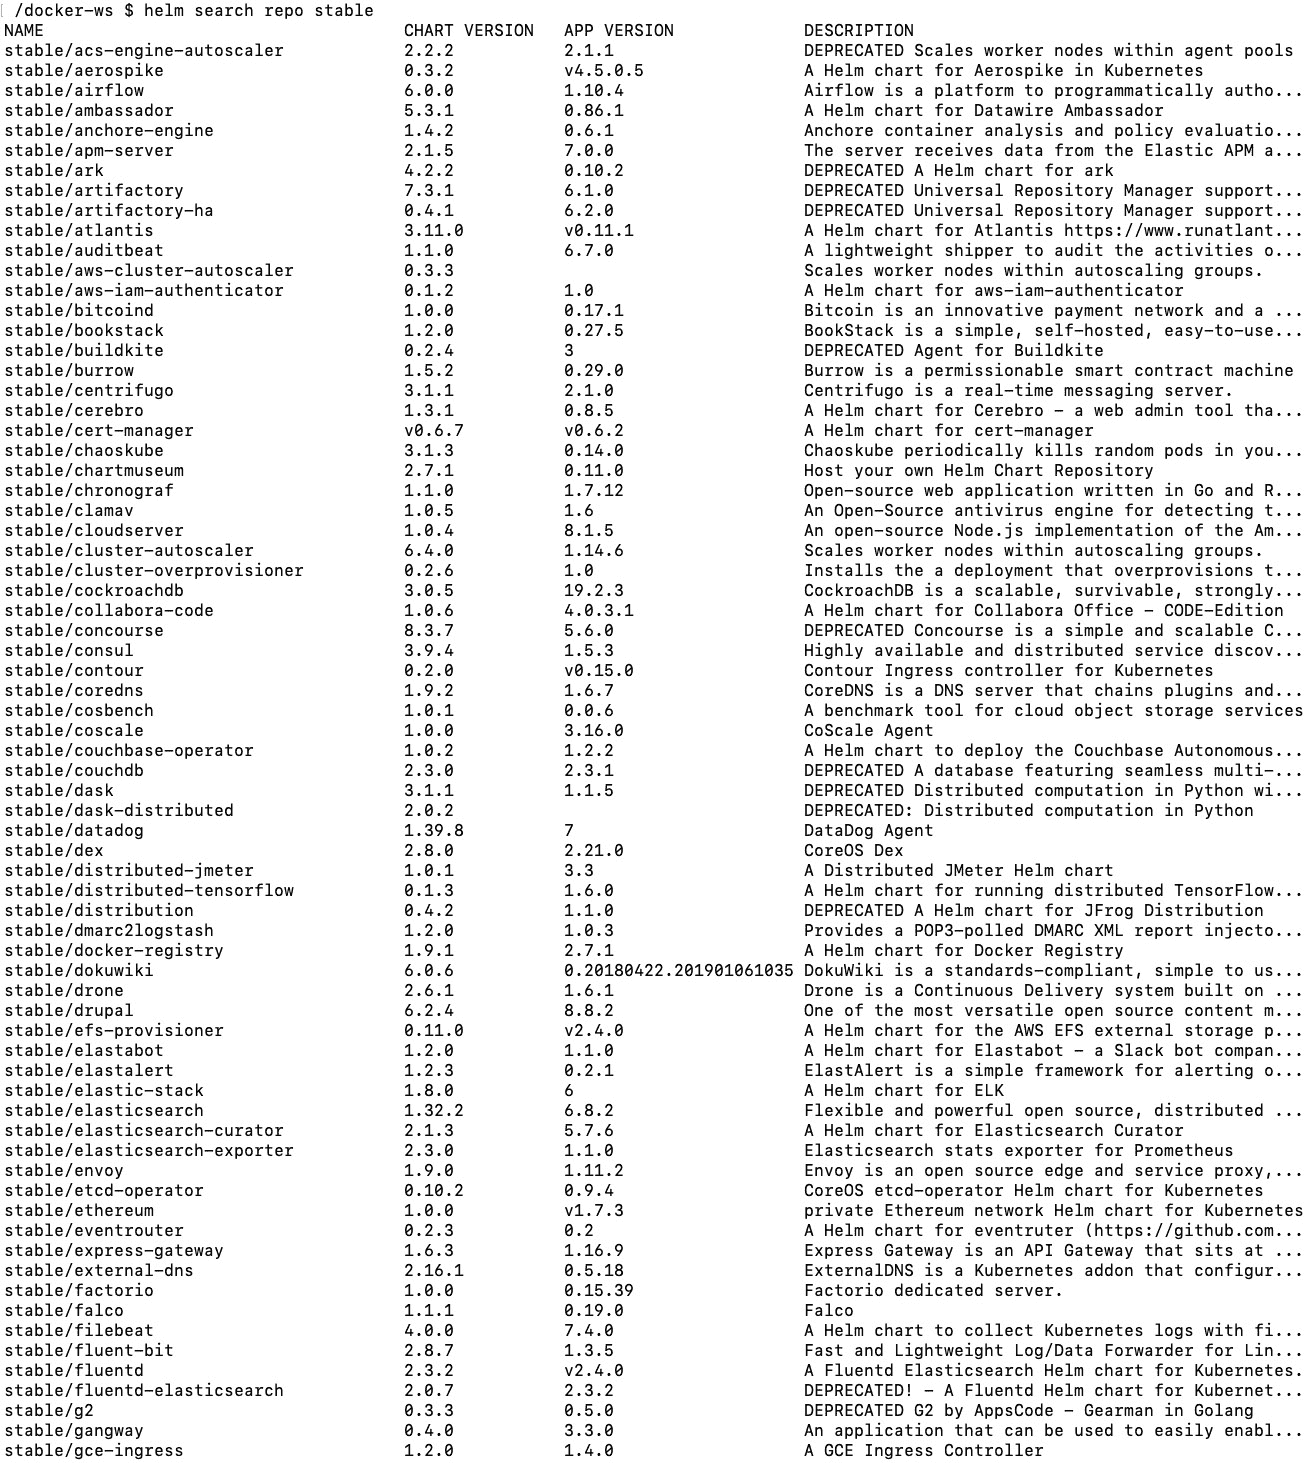 /docker-ws $ helm search repo stable
NAME CHART VERSION APP VERSION DESCRIPTION
stable/acs-engine-autoscaler 2.2.2 2.1.1 DEPRECATED Scales worker nodes within agent pools
stable/aerospike 0.3.2 v4.5.0.5 A Helm chart for Aerospike in Kubernetes
stable/airflow 6.0.0 1.10.4 Airflow is a platform to programmatically autho...
stable/ambassador 5.3.1 0.86.1 A Helm chart for Datawire Ambassador
stable/anchore-engine 1.4.2 0.6.1 Anchore container analysis and policy evaluatio...
stable/apm-server 2.1.5 7.0.0 The server receives data from the Elastic APM a...
stable/ark 4.2.2 0.10.2 DEPRECATED A Helm chart for ark
stable/artifactory 7.3.1 6.1.0 DEPRECATED Universal Repository Manager support...
stable/artifactory-ha 0.4.1 6.2.0 DEPRECATED Universal Repository Manager support...
stable/atlantis 3.11.0 v0.11.1 A Helm chart for Atlantis https://www.runatlant...
stable/auditbeat 1.1.0 6.7.0 A lightweight shipper to audit the activities o...
stable/aws-cluster-autoscaler 0.3.3 Scales worker nodes within autoscaling groups.
stable/aws-iam-authenticator 0.1.2 1.0 A Helm chart for aws-iam-authenticator
stable/bitcoind 1.0.0 0.17.1 Bitcoin is an innovative payment network and a ...
stable/bookstack 1.2.0 0.27.5 BookStack is a simple, self-hosted, easy-to-use...
stable/buildkite 0.2.4 3 DEPRECATED Agent for Buildkite
stable/burrow 1.5.2 0.29.0 Burrow is a permissionable smart contract machine
stable/centrifugo 3.1.1 2.1.0 Centrifugo is a real-time messaging server.
stable/cerebro 1.3.1 0.8.5 A Helm chart for Cerebro - a web admin tool tha...
stable/cert-manager v0.6.7 v0.6.2 A Helm chart for cert-manager
stable/chaoskube 3.1.3 0.14.0 Chaoskube periodically kills random pods in you...
stable/chartmuseum 2.7.1 0.11.0 Host your own Helm Chart Repository
stable/chronograf 1.1.0 1.7.12 Open-source web application written in Go and R...
stable/clamav 1.0.5 1.6 An Open-Source antivirus engine for detecting t...
stable/cloudserver 1.0.4 8.1.5 An open-source Node.js implementation of the Am...
stable/cluster-autoscaler 6.4.0 1.14.6 Scales worker nodes within autoscaling groups.
stable/cluster-overprovisioner 0.2.6 1.0 Installs the a deployment that overprovisions t...
stable/cockroachdb 3.0.5 19.2.3 CockroachDB is a scalable, survivable, strongly...
stable/collabora-code 1.0.6 4.0.3.1 A Helm chart for Collabora Office - CODE-Edition
stable/concourse 8.3.7 5.6.0 DEPRECATED Concourse is a simple and scalable C...
stable/consul 3.9.4 1.5.3 Highly available and distributed service discov...
stable/contour 0.2.0 v0.15.0 Contour Ingress controller for Kubernetes
stable/coredns 1.9.2 1.6.7 CoreDNS is a DNS server that chains plugins and...
stable/cosbench 1.0.1 0.0.6 A benchmark tool for cloud object storage services
stable/coscale 1.0.0 3.16.0 CoScale Agent
stable/couchbase-operator 1.0.2 1.2.2 A Helm chart to deploy the Couchbase Autonomous...
stable/couchdb 2.3.0 2.3.1 DEPRECATED A database featuring seamless multi-...
stable/dask 3.1.1 1.1.5 DEPRECATED Distributed computation in Python wi...
stable/dask-distributed 2.0.2 DEPRECATED: Distributed computation in Python
stable/datadog 1.39.8 7 DataDog Agent
stable/dex 2.8.0 2.21.0 CoreOS Dex
stable/distributed-jmeter 1.0.1 3.3 A Distributed JMeter Helm chart
stable/distributed-tensorflow 0.1.3 1.6.0 A Helm chart for running distributed TensorFlow...
stable/distribution 0.4.2 1.1.0 DEPRECATED A Helm chart for JFrog Distribution
stable/dmarc2logstash 1.2.0 1.0.3 Provides a POP3-polled DMARC XML report injecto...
stable/docker-registry 1.9.1 2.7.1 A Helm chart for Docker Registry
stable/dokuwiki 6.0.6 0.20180422.201901061035 DokuWiki is a standards-compliant, simple to us...
stable/drone 2.6.1 1.6.1 Drone is a Continuous Delivery system built on ...
stable/drupal 6.2.4 8.8.2 One of the most versatile open source content m...
stable/efs-provisioner 0.11.0 v2.4.0 A Helm chart for the AWS EFS external storage p...
stable/elastabot 1.2.0 1.1.0 A Helm chart for Elastabot - a Slack bot compan...
stable/elastalert 1.2.3 0.2.1 ElastAlert is a simple framework for alerting o...
stable/elastic-stack 1.8.0 6 A Helm chart for ELK
stable/elasticsearch 1.32.2 6.8.2 Flexible and powerful open source, distributed ...
stable/elasticsearch-curator 2.1.3 5.7.6 A Helm chart for Elasticsearch Curator
stable/elasticsearch-exporter 2.3.0 1.1.0 Elasticsearch stats exporter for Prometheus
stable/envoy 1.9.0 1.11.2 Envoy is an open source edge and service proxy,...
stable/etcd-operator 0.10.2 0.9.4 CoreOS etcd-operator Helm chart for Kubernetes
stable/ethereum 1.0.0 v1.7.3 private Ethereum network Helm chart for Kubernetes
stable/eventrouter 0.2.3 0.2 A Helm chart for eventruter (https://github.com...
stable/express-gateway 1.6.3 1.16.9 Express Gateway is an API Gateway that sits at ...
stable/external-dns 2.16.1 0.5.18 ExternalDNS is a Kubernetes addon that configur...
stable/factorio 1.0.0 0.15.39 Factorio dedicated server.
stable/falco 1.1.1 0.19.0 Falco
stable/filebeat 4.0.0 7.4.0 A Helm chart to collect Kubernetes logs with fi...
stable/fluent-bit 2.8.7 1.3.5 Fast and Lightweight Log/Data Forwarder for Lin...
stable/fluentd 2.3.2 v2.4.0 A Fluentd Elasticsearch Helm chart for Kubernetes.
stable/fluentd-elasticsearch 2.0.7 2.3.2 DEPRECATED! - A Fluentd Helm chart for Kubernet...
stable/g2 0.3.3 0.5.0 DEPRECATED G2 by AppsCode - Gearman in Golang
stable/gangway 0.4.0 3.3.0 An application that can be used to easily enabl...
stable/gce-ingress 1.2.0 1.4.0 A GCE Ingress Controller